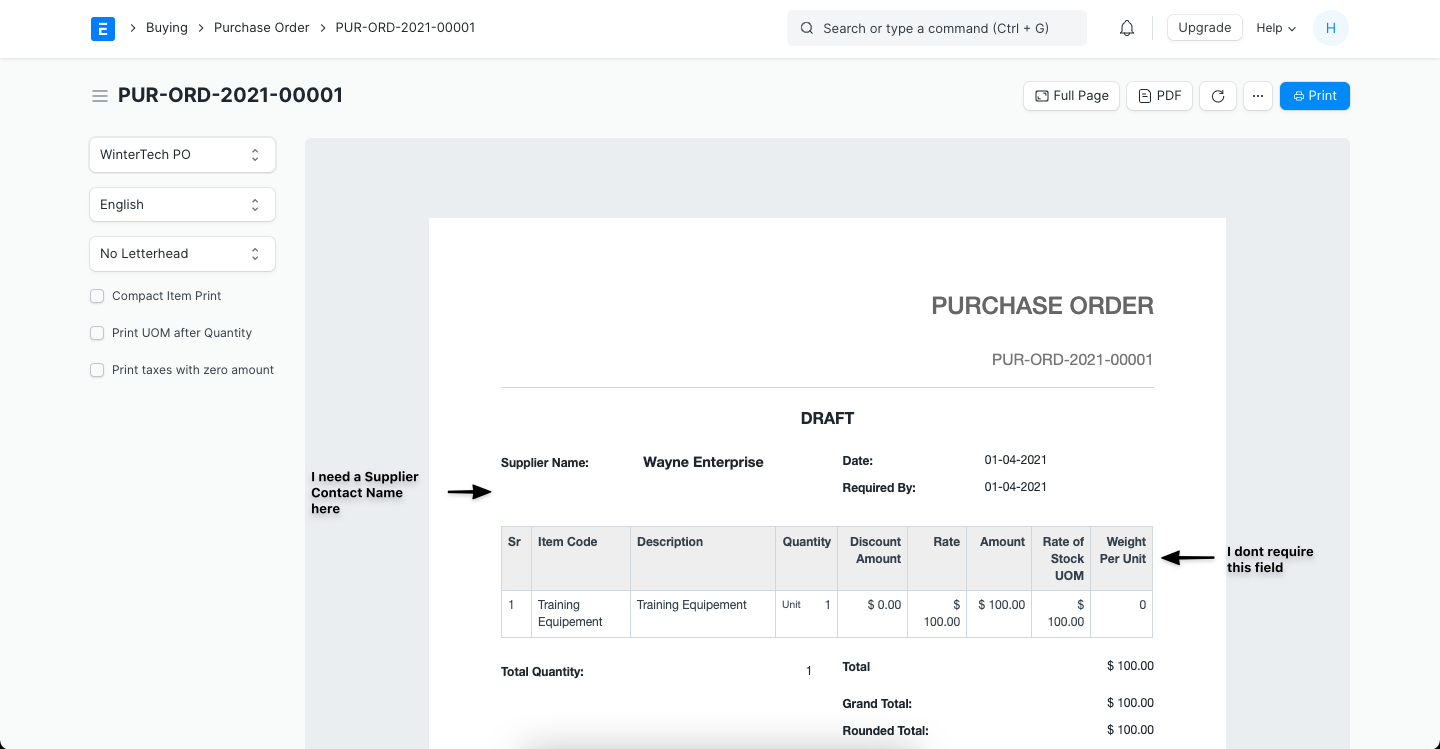 E
Buying
Purchase Order
PUR-ORD-2021-00001
Search or type a command (Ctrl + G)
Upgrade
Help
H
PUR-ORD-2021-00001
Full Page
PDF
...
Print
WinterTech PO
English
No Letterhead
Compact Item Print
Print UOM after Quantity
Print taxes with zero amount
PURCHASE ORDER
PUR-ORD-2021-00001
DRAFT
Supplier Name:
Wayne Enterprise
Date:
01-04-2021
Required By:
01-04-2021
I need a Supplier
Contact Name
here
Sr
Item Code
Description
Quantity
Discount
Amount
Rate
Amount
Rate of
Stock
UOM
Weight
Per Unit
I dont require
this field
1
Training
Equipement
Training Equipement
Unit
1
$ 0.00
$
100.00
$ 100.00
$
100.00
0
Total Quantity:
1
Total
$ 100.00
Grand Total:
$ 100.00
Rounded Total:
$ 100.00